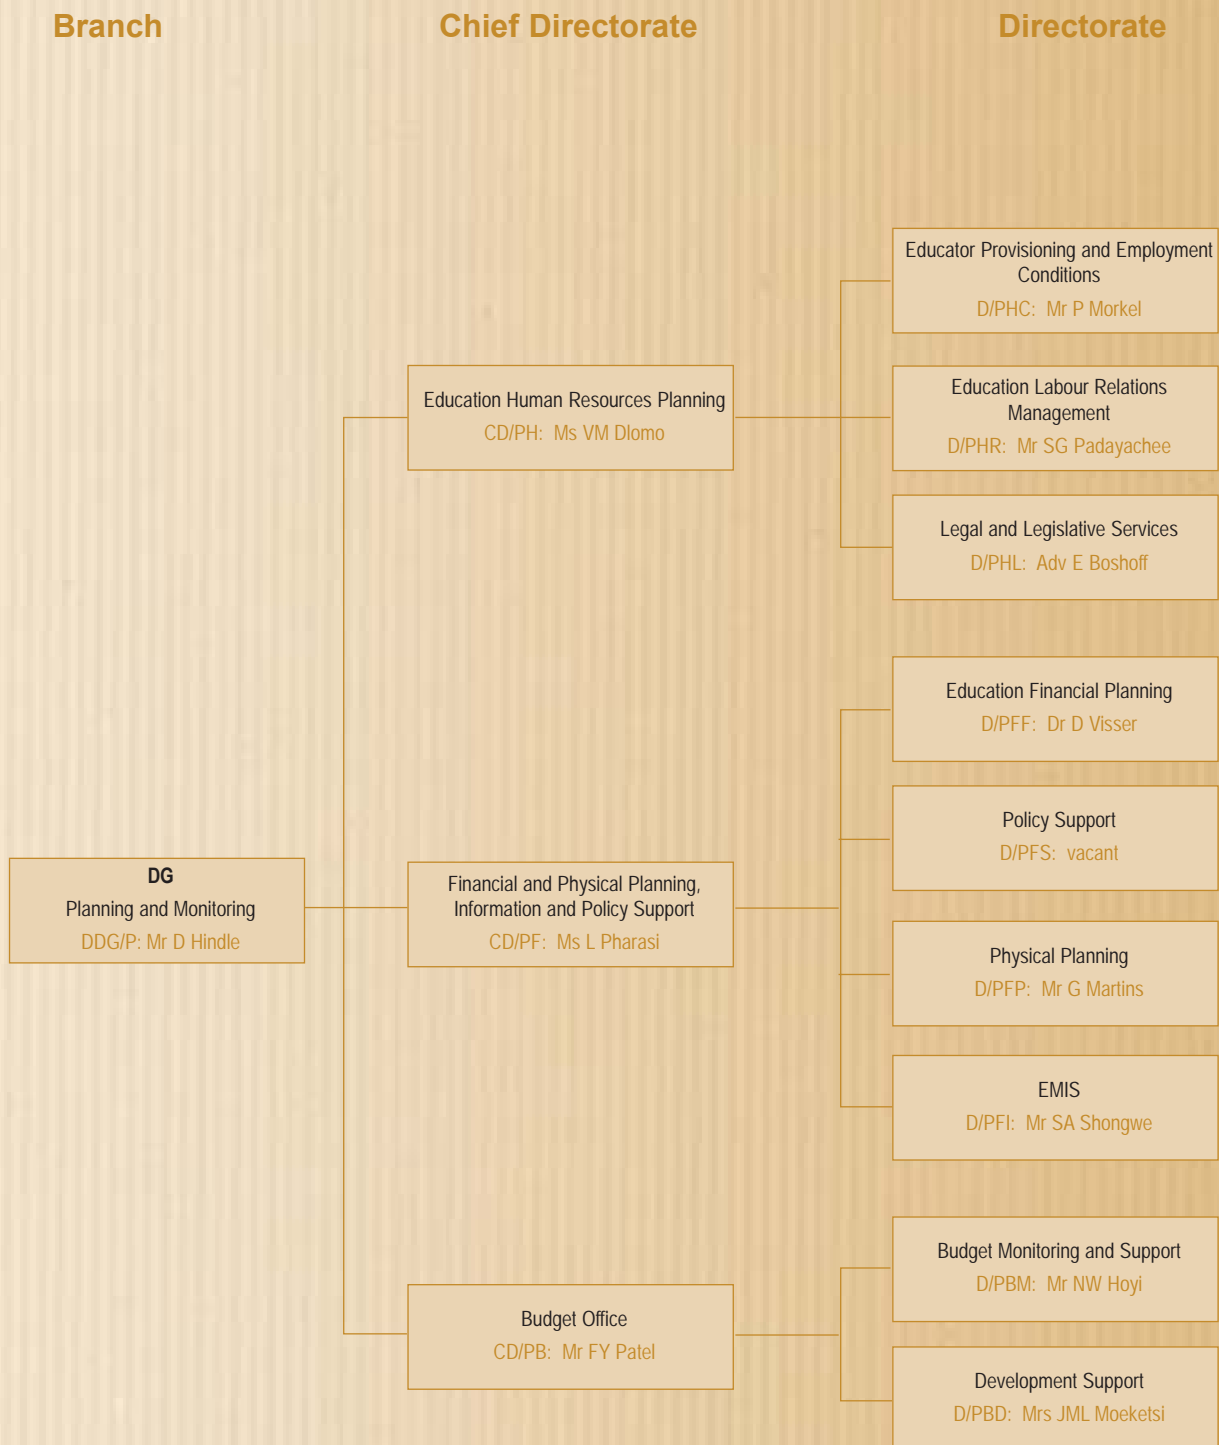 Branch
Chief Directorate
Directorate
Educator Provisioning and Employment
Conditions
D/PHC: Mr P Morkel
Education Human Resources Planning
CD/PH: Ms VM Dlomo
Education Labour Relations
Management
D/PHR: Mr SG Padayachee
Legal and Legislative Services
D/PHL: Adv E Boshoff
Education Financial Planning
D/PFF: Dr D Visser
Policy Support
D/PFS: vacant
DG
Planning and Monitoring
DDG/P: Mr D Hindle
Financial and Physical Planning,
Information and Policy Support
CD/PF: Ms L Pharasi
Physical Planning
D/PFP: Mr G Martins
EMIS
D/PFI: Mr SA Shongwe
Budget Monitoring and Support
D/PBM: Mr NW Hoyi
Budget Office
CD/PB: Mr FY Patel
Development Support
D/PBD: Mrs JML Moeketsi